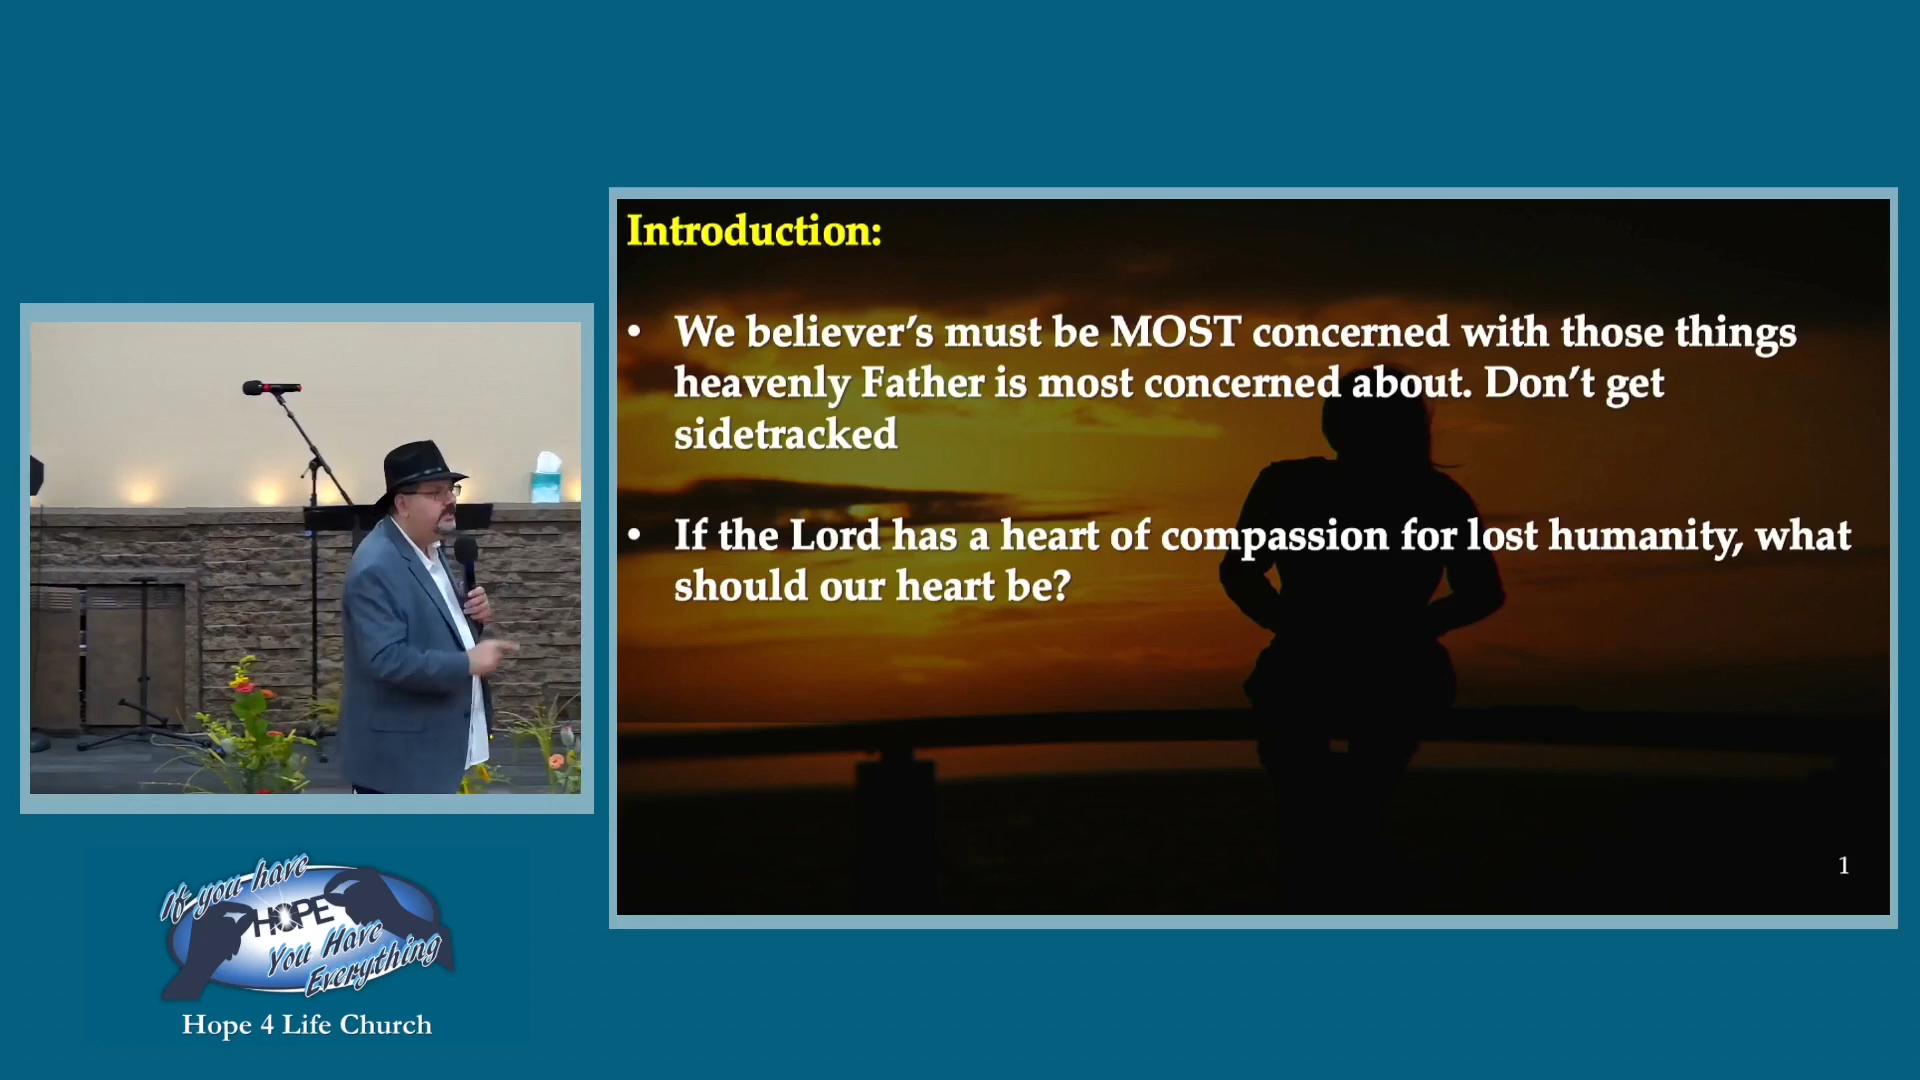 Introduction:
• We believer’s must be MOST concerned with those things
heavenly Father is most concerned about. Don’t get
sidetracked
• If the Lord has a heart of compassion for lost humanity, what
should our heart be?
1
If you have
HOPE
You Have
Everything
Hope 4 Life Church